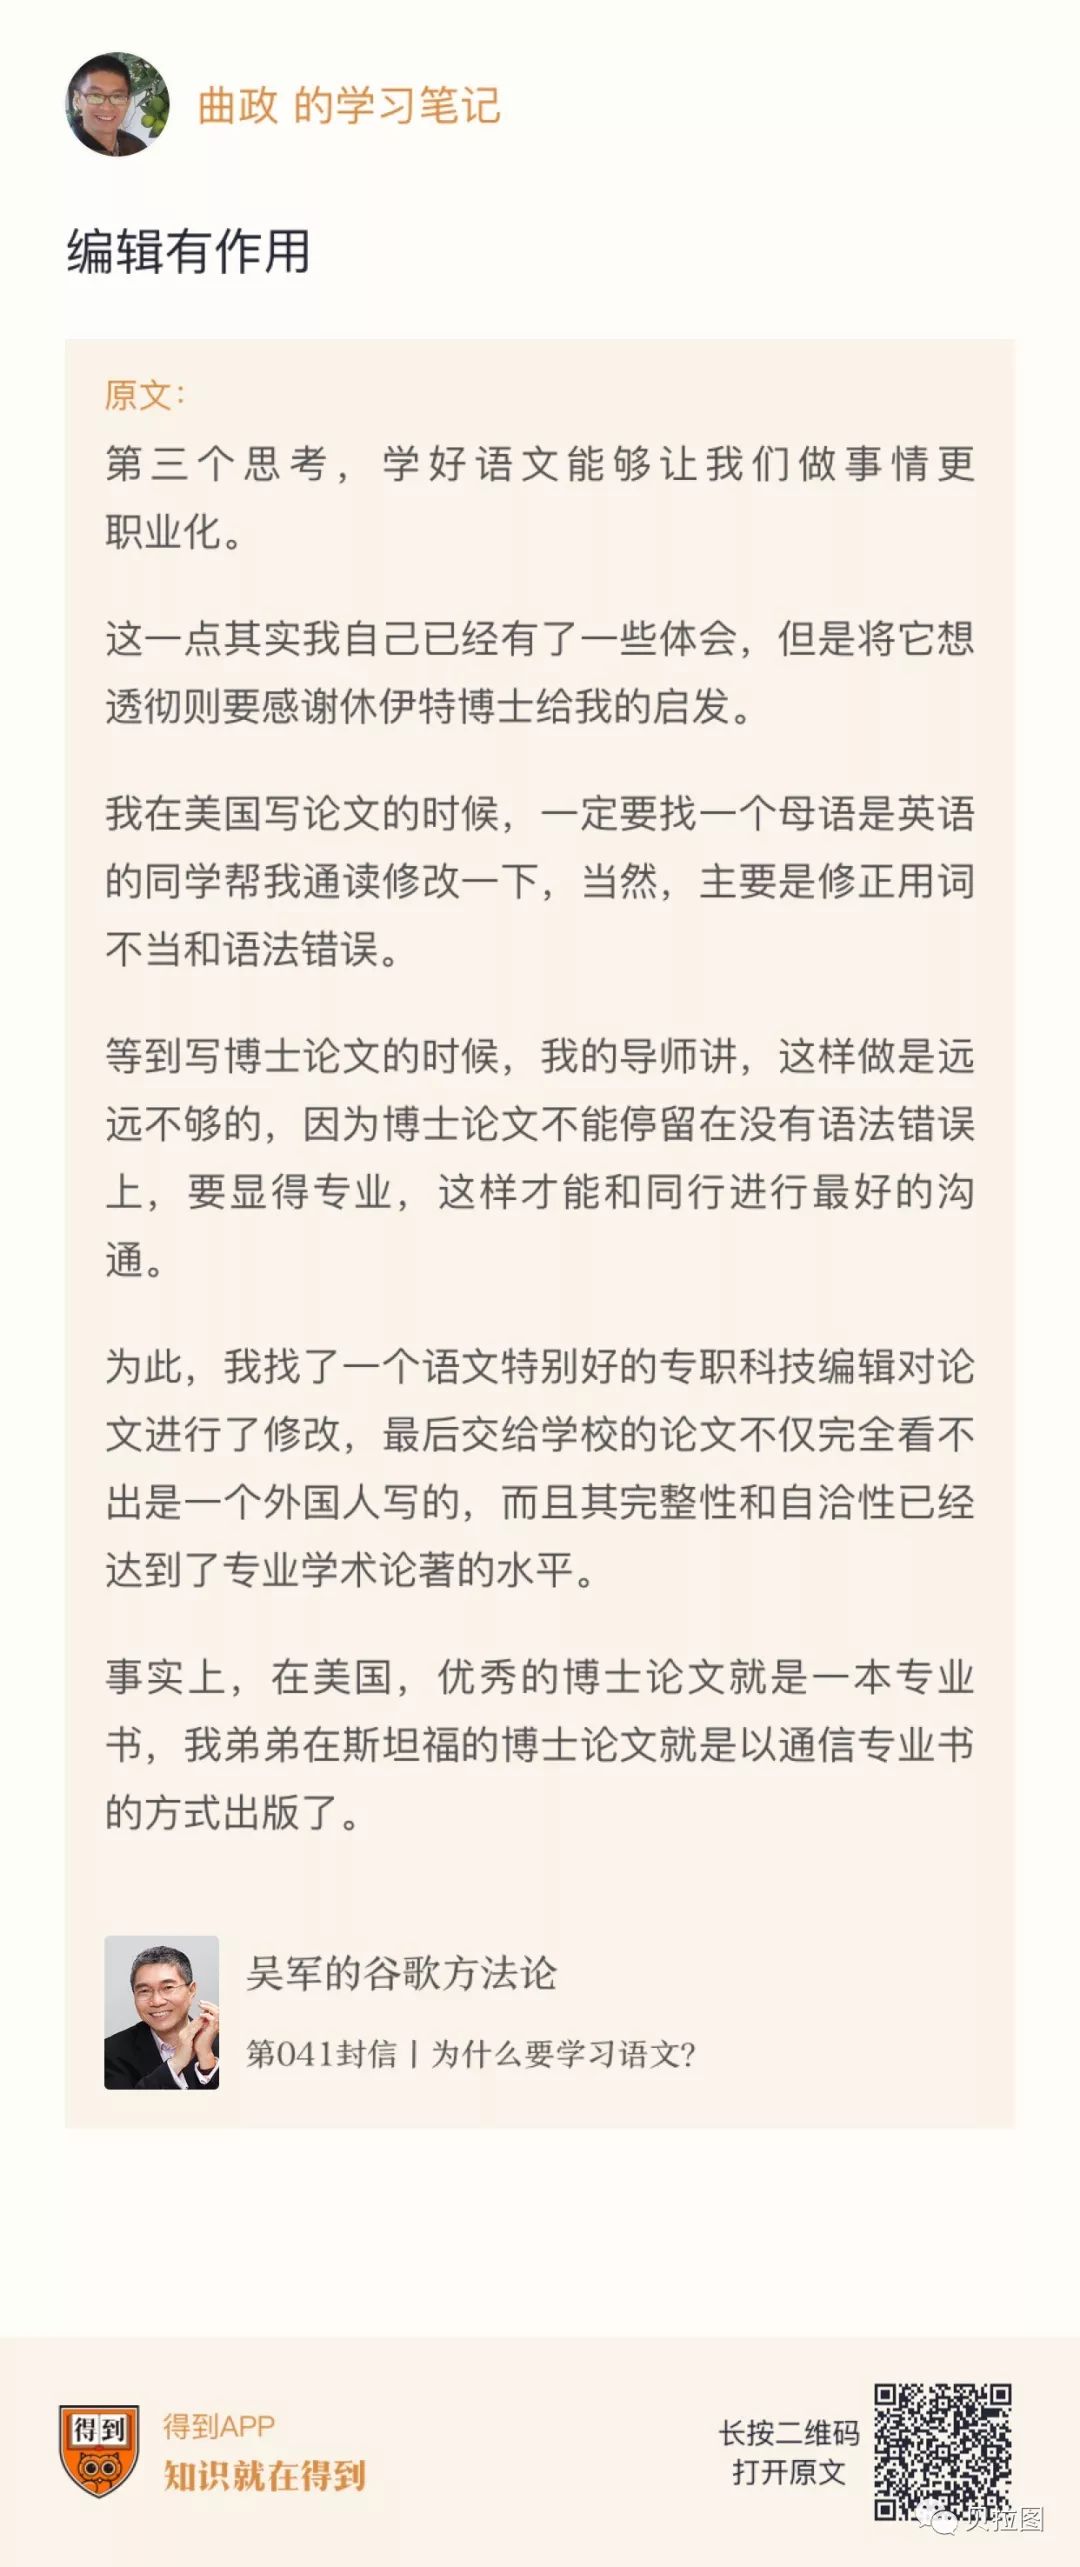 曲政 的学习笔记
编辑有作用
原文：
第三个思考，学好语文能够让我们做事情更
职业化。
这一点其实我自己已经有了一些体会，但是将它想
透彻则要感谢休伊特博士给我的启发。
我在美国写论文的时候，一定要找一个母语是英语
的同学帮我通读修改一下，当然，主要是修正用词
不当和语法错误。
等到写博士论文的时候，我的导师讲，这样做是远
远不够的，因为博士论文不能停留在没有语法错误
上，要显得专业，这样才能和同行进行最好的沟
通。
为此，我找了一个语文特别好的专职科技编辑对论
文进行了修改，最后交给学校的论文不仅完全看不
出是一个外国人写的，而且其完整性和自洽性已经
达到了专业学术论著的水平。
事实上，在美国，优秀的博士论文就是一本专业
书，我弟弟在斯坦福的博士论文就是以通信专业书
的方式出版了。
吴军的谷歌方法论
第041封信丨为什么要学习语文？
得到
得到APP
知识就在得到
长按二维码
打开原文
贝拉图